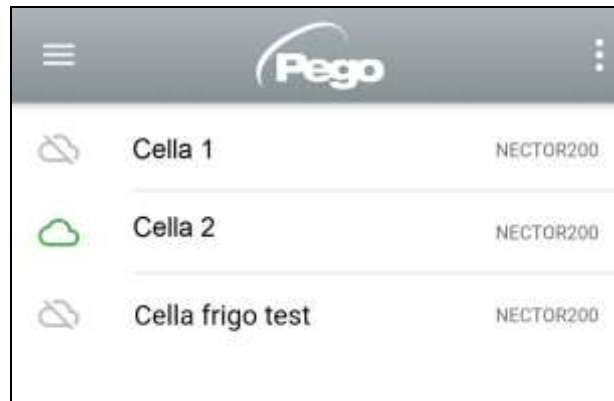 Pego
Cella 1 NECTOR200
Cella 2 NECTOR200
Cella frigo test NECTOR200